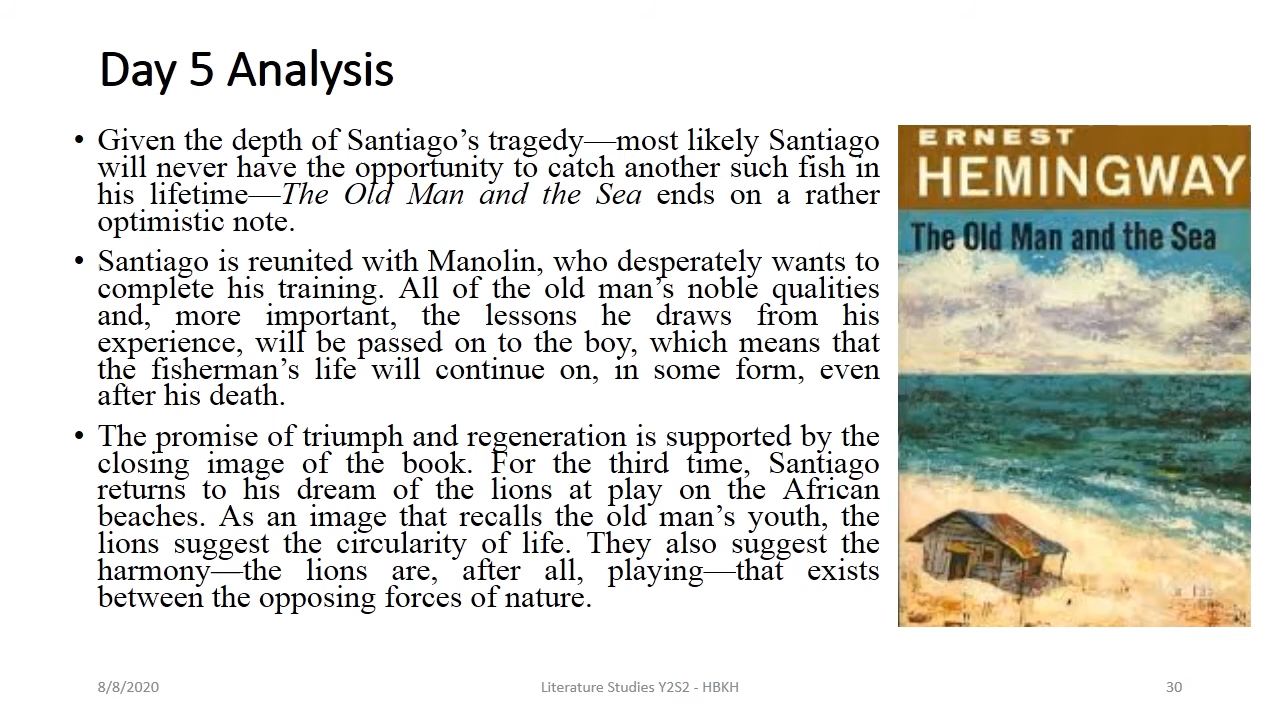 Day 5 Analysis
• Given the depth of Santiago’s tragedy—most likely Santiago
will never have the opportunity to catch another such fish in
his lifetime—The Old Man and the Sea ends on a rather
optimistic note.
• Santiago is reunited with Manolin, who desperately wants to
complete his training. All of the old man’s noble qualities
and, more important, the lessons he draws from his
experience, will be passed on to the boy, which means that
the fisherman’s life will continue on, in some form, even
after his death.
• The promise of triumph and regeneration is supported by the
closing image of the book. For the third time, Santiago
returns to his dream of the lions at play on the African
beaches. As an image that recalls the old man’s youth, the
lions suggest the circularity of life. They also suggest the
harmony—the lions are, after all, playing—that exists
between the opposing forces of nature.
ERNEST
HEMINGWAY
The Old Man and the Sea
8/8/2020
Literature Studies Y2S2 - HBKH
30